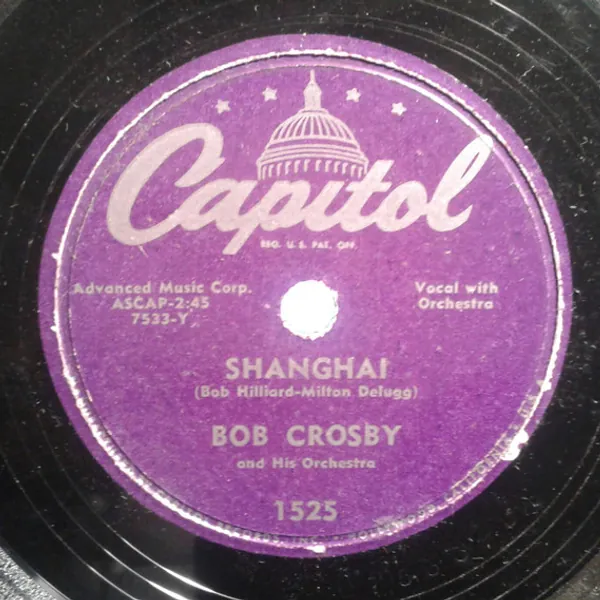 Capitol
REG. U. S. PAT. OFF.
Advanced Music Corp.
ASCAP-2:45
7533-Y
Vocal with
Orchestra
SHANGHAI
(Bob Hilliard-Milton Delugg)
BOB CROSBY
and His Orchestra
1525